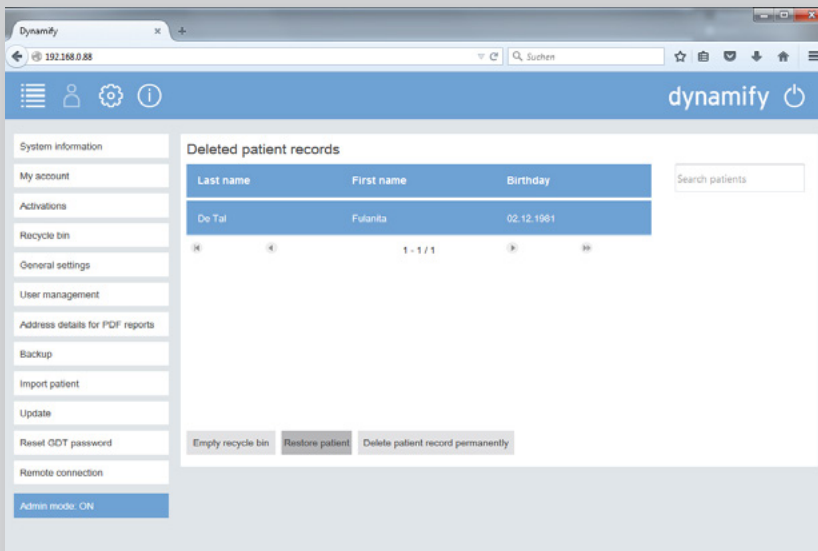 Dynamify
192.168.0.88
Suchen
dynamify
System information
My account
Activations
Recycle bin
General settings
User management
Address details for PDF reports
Backup
Import patient
Update
Reset GDT password
Remote connection
Admin mode: ON
Deleted patient records
Last name First name Birthday
De Tal Fulanita 02.12.1961
1 - 1 / 1
Empty recycle bin Restore patient Delete patient record permanently
Search patients